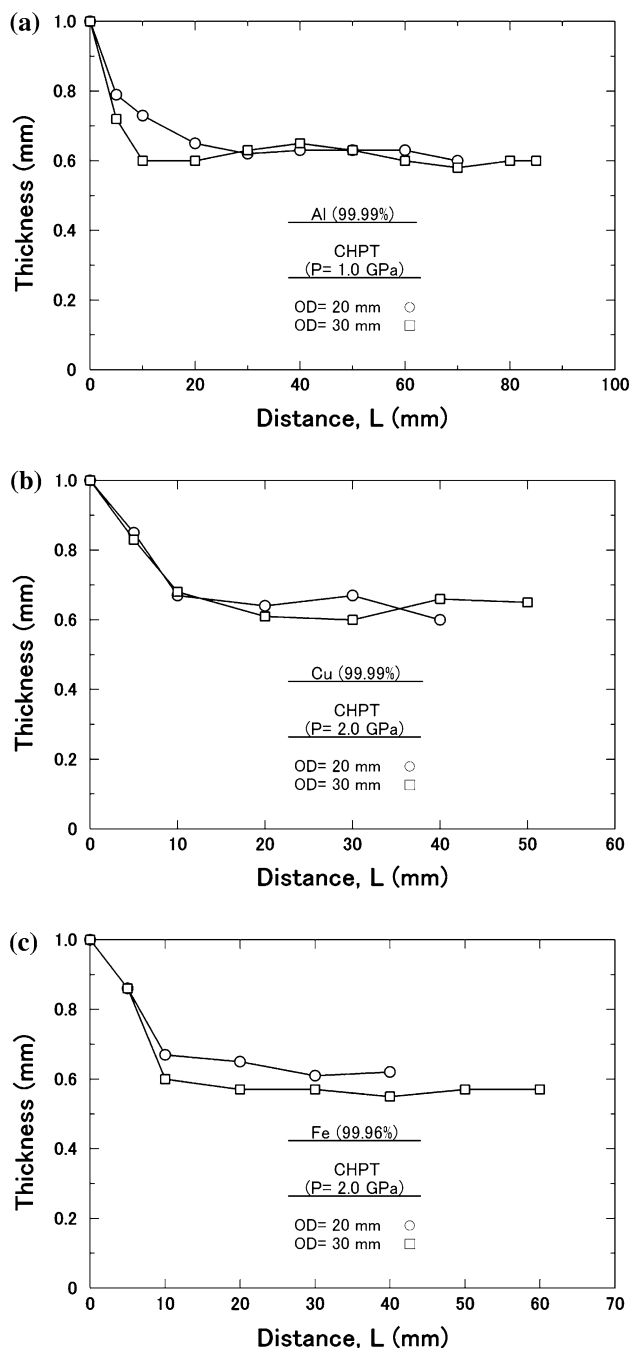 (a)
1.0
0.8
0.6
0.4
0.2
0
Thickness (mm)
Al (99.99%)
CHPT
(P= 1.0 GPa)
OD= 20 mm
OD= 30 mm
0 20 40 60 80 100
Distance, L (mm)
(b)
1.0
0.8
0.6
0.4
0.2
0
Thickness (mm)
Cu (99.99%)
CHPT
(P= 2.0 GPa)
OD= 20 mm
OD= 30 mm
0 10 20 30 40 50 60
Distance, L (mm)
(c)
1.0
0.8
0.6
0.4
0.2
0
Thickness (mm)
Fe (99.96%)
CHPT
(P= 2.0 GPa)
OD= 20 mm
OD= 30 mm
0 10 20 30 40 50 60 70
Distance, L (mm)